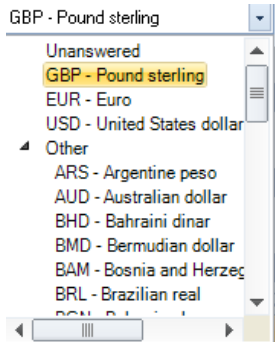 GBP - Pound sterling
Unanswered
GBP - Pound sterling
EUR - Euro
USD - United States dollar
Other
ARS - Argentine peso
AUD - Australian dollar
BHD - Bahraini dinar
BMD - Bermudian dollar
BAM - Bosnia and Herzeg
BRL - Brazilian real